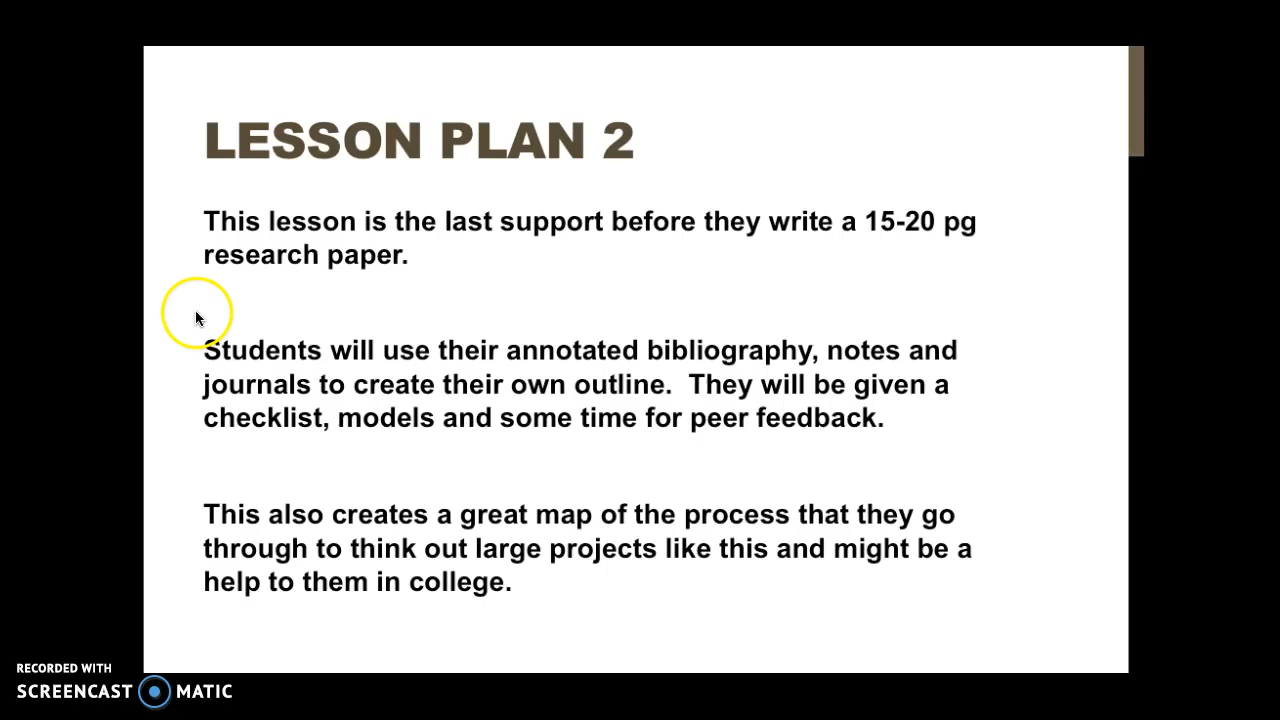 LESSON PLAN 2
This lesson is the last support before they write a 15-20 pg
research paper.
Students will use their annotated bibliography, notes and
journals to create their own outline.  They will be given a
checklist, models and some time for peer feedback.
This also creates a great map of the process that they go
through to think out large projects like this and might be a
help to them in college.
RECORDED WITH
SCREENCAST MATIC